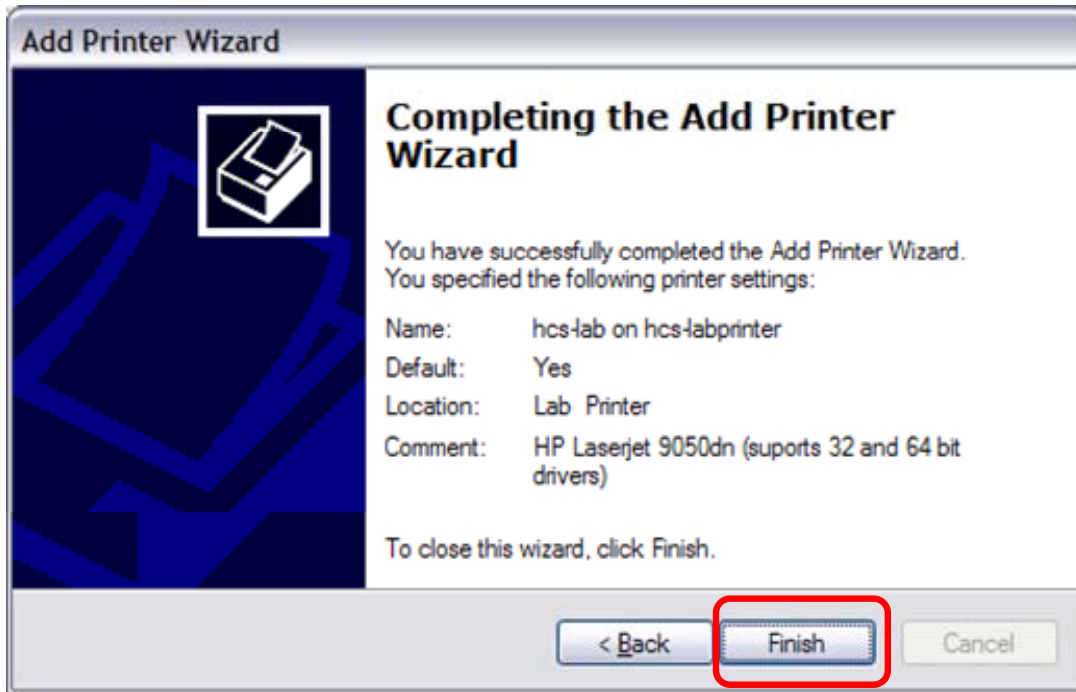 Add Printer Wizard
Completing the Add Printer
Wizard
You have successfully completed the Add Printer Wizard.
You specified the following printer settings:
Name: hcs-lab on hcs-labprinter
Default: Yes
Location: Lab Printer
Comment: HP Laserjet 9050dn (suports 32 and 64 bit
drivers)
To close this wizard, click Finish.
< Back Finish Cancel